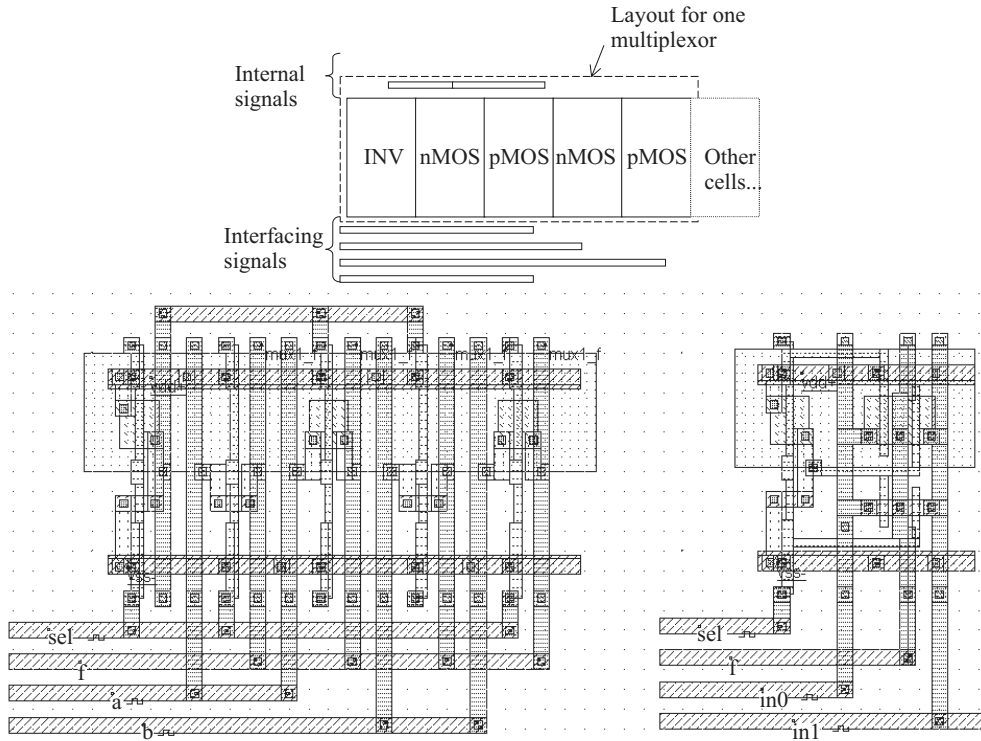 Layout for one
multiplexor
Internal
signals
INV
nMOS
pMOS
nMOS
pMOS
Other
cells...
Interfacing
signals
mux1_f
mux1_f
mux1_f
mux1_f
vdd+
vss-
sel
f
a
b
vdd+
vss-
sel
f
in0
in1